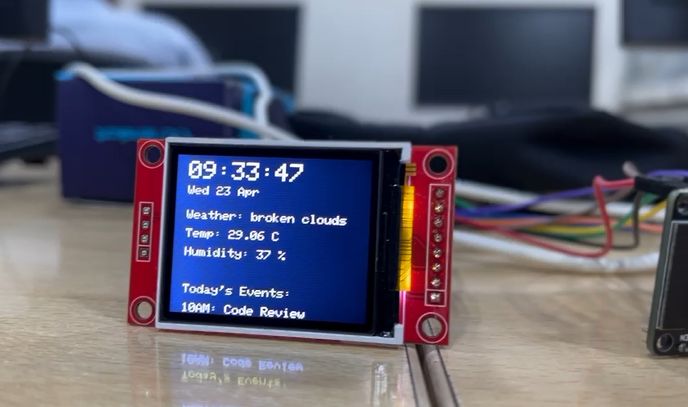 09:33:47
Wed 23 Apr
Weather: broken clouds
Temp: 29.06 C
Humidity: 37 %
Today's Events:
10AM: Code Review